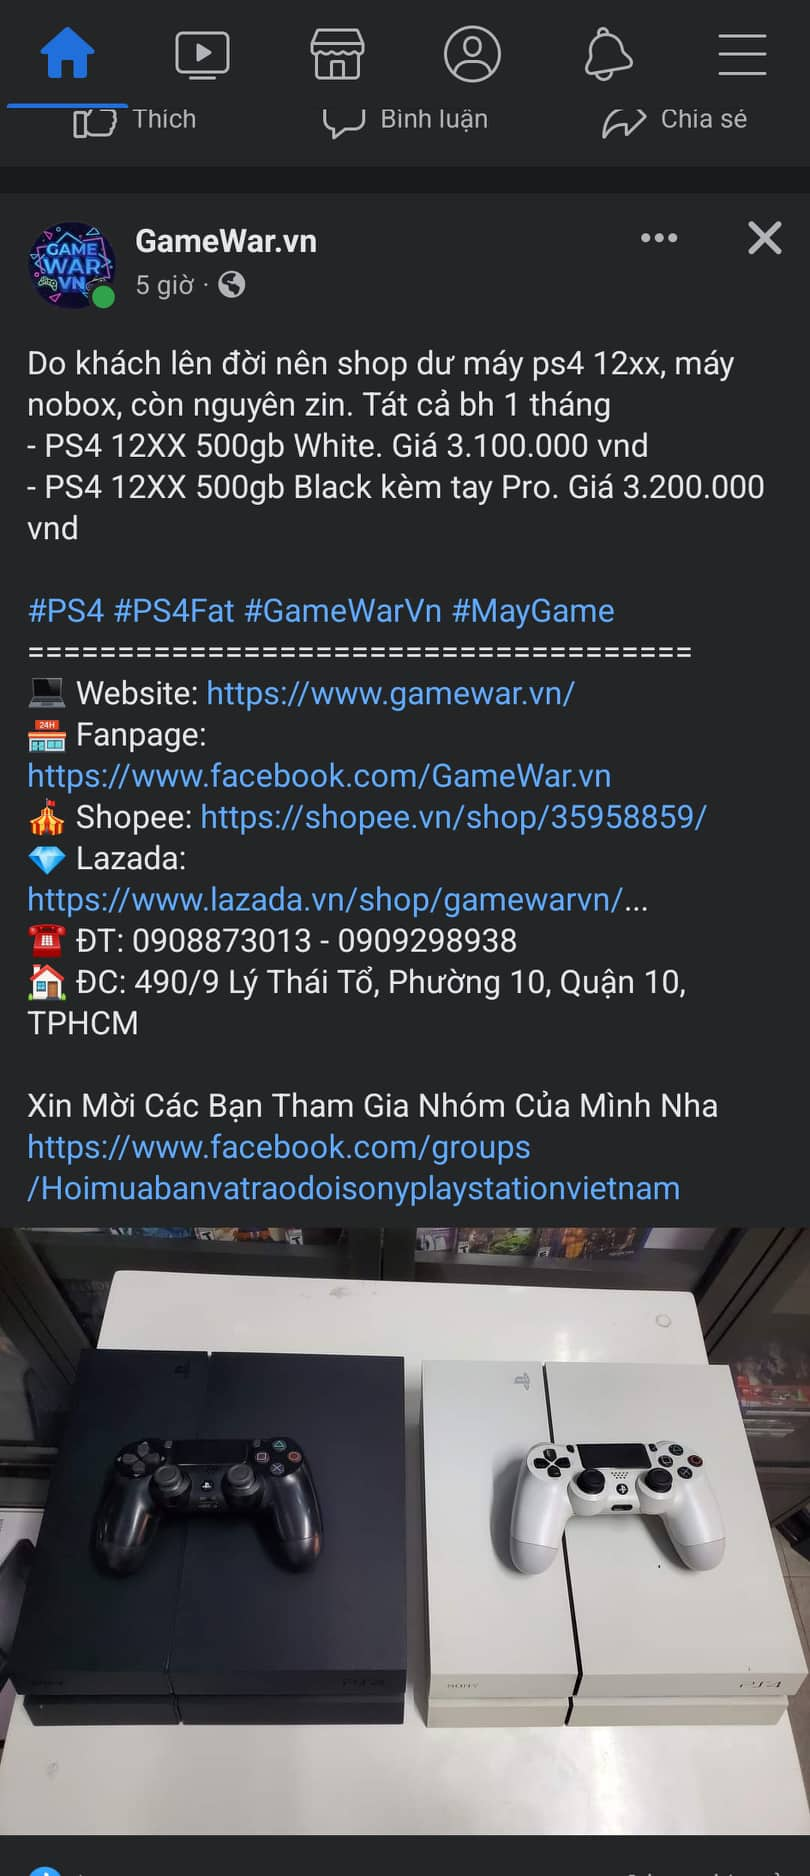 Thích Bình luận Chia sẻ
GameWar.vn
GAME
WAR
VN
5 giờ ·
Do khách lên đời nên shop dư máy ps4 12xx, máy
nobox, còn nguyên zin. Tát cả bh 1 tháng
- PS4 12XX 500gb White. Giá 3.100.000 vnd
- PS4 12XX 500gb Black kèm tay Pro. Giá 3.200.000
vnd
#PS4 #PS4Fat #GameWarVn #MayGame
=====================================
Website: https://www.gamewar.vn/
24H
Fanpage:
https://www.facebook.com/GameWar.vn
Shopee: https://shopee.vn/shop/35958859/
Lazada:
https://www.lazada.vn/shop/gamewarvn/...
ĐT: 0908873013 - 0909298938
ĐC: 490/9 Lý Thái Tổ, Phường 10, Quận 10,
TPHCM
Xin Mời Các Bạn Tham Gia Nhóm Của Mình Nha
https://www.facebook.com/groups
/Hoimuabanvatraodoisonyplaystationvietnam
SONY PS4